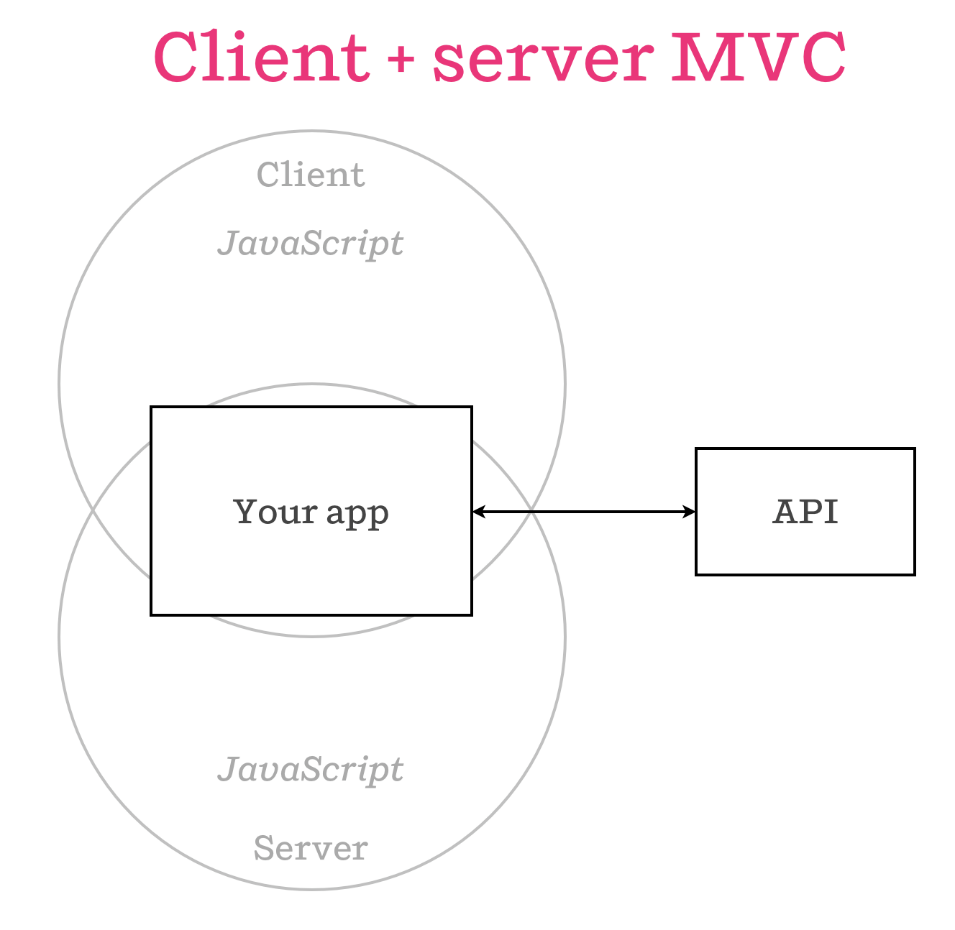 Client + server MVC
Client
JavaScript
Your app
API
JavaScript
Server